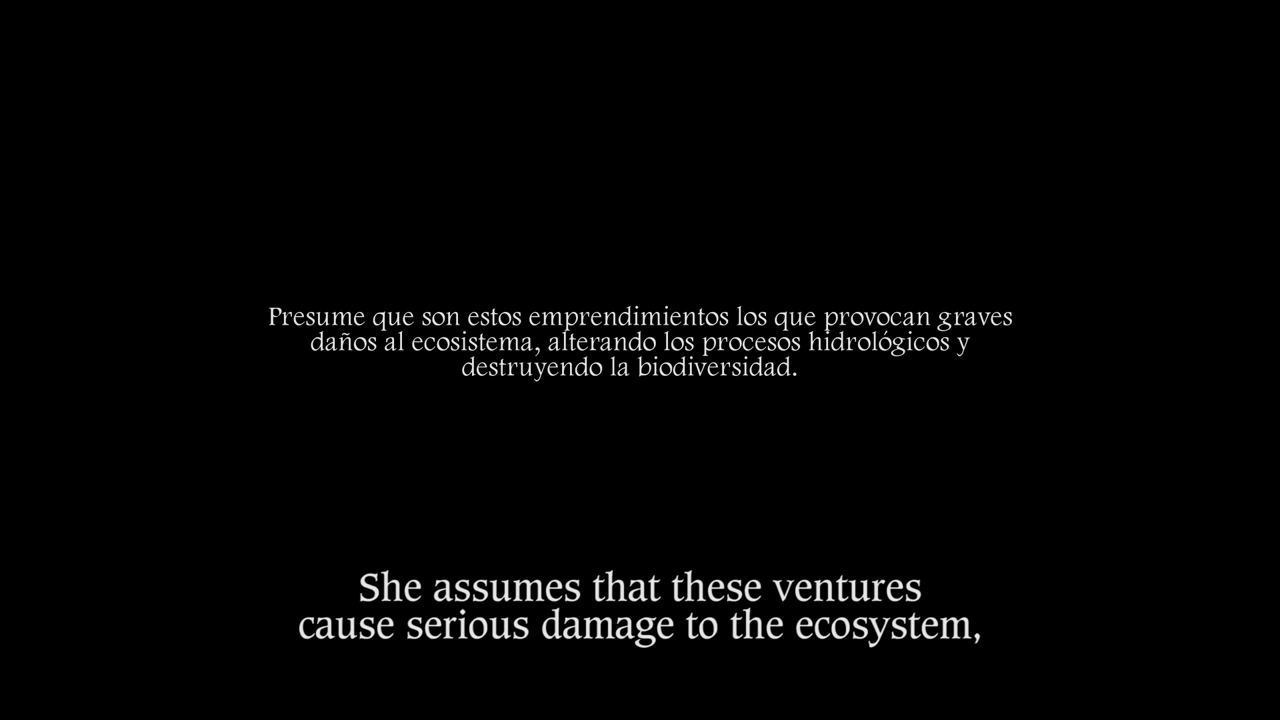 Presume que son estos emprendimientos los que provocan graves
daños al ecosistema, alterando los procesos hidrológicos y
destruyendo la biodiversidad.
She assumes that these ventures
cause serious damage to the ecosystem,